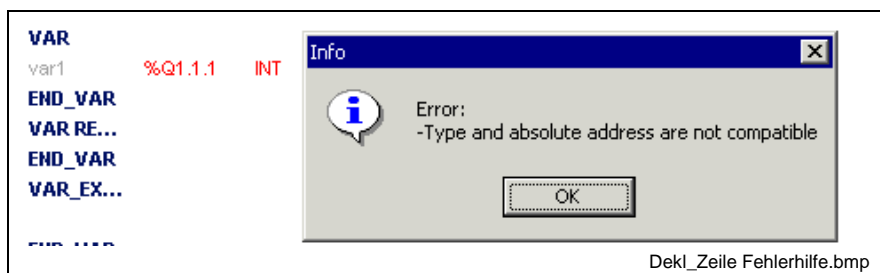 VAR
var1 %Q1.1.1 INT
END_VAR
VAR RE...
END_VAR
VAR_EX...
Info
Error:
-Type and absolute address are not compatible
OK
Dekl_Zeile Fehlerhilfe.bmp